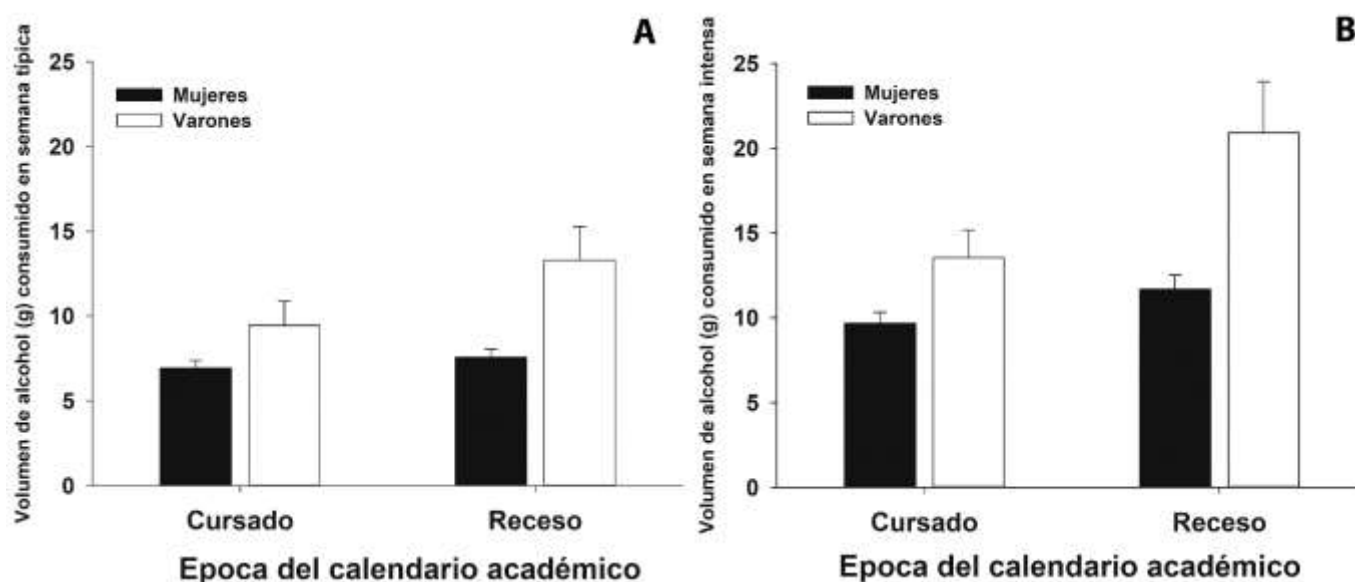 A
Volumen de alcohol (g) consumido en semana típica
25
20
15
10
5
0
Mujeres
Varones
Cursado
Receso
Epoca del calendario académico
B
Volumen de alcohol (g) consumido en semana intensa
25
20
15
10
5
0
Mujeres
Varones
Cursado
Receso
Epoca del calendario académico